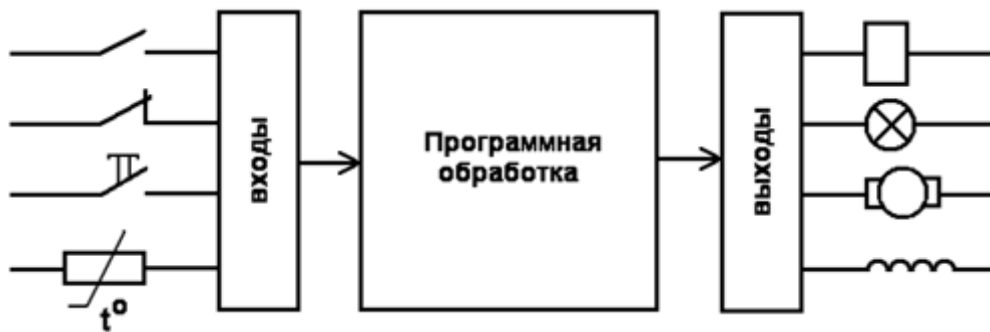 входы
Программная
обработка
выходы
t°